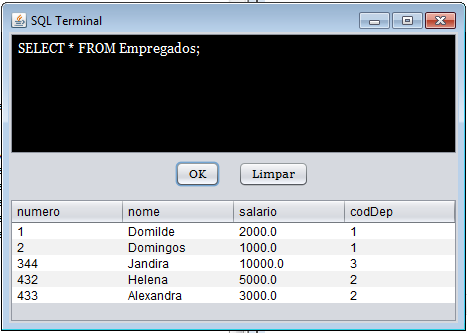 SQL Terminal
SELECT * FROM Empregados;
OK Limpar
numero nome salario codDep
1 Domilde 2000.0 1
2 Domingos 1000.0 1
344 Jandira 10000.0 3
432 Helena 5000.0 2
433 Alexandra 3000.0 2